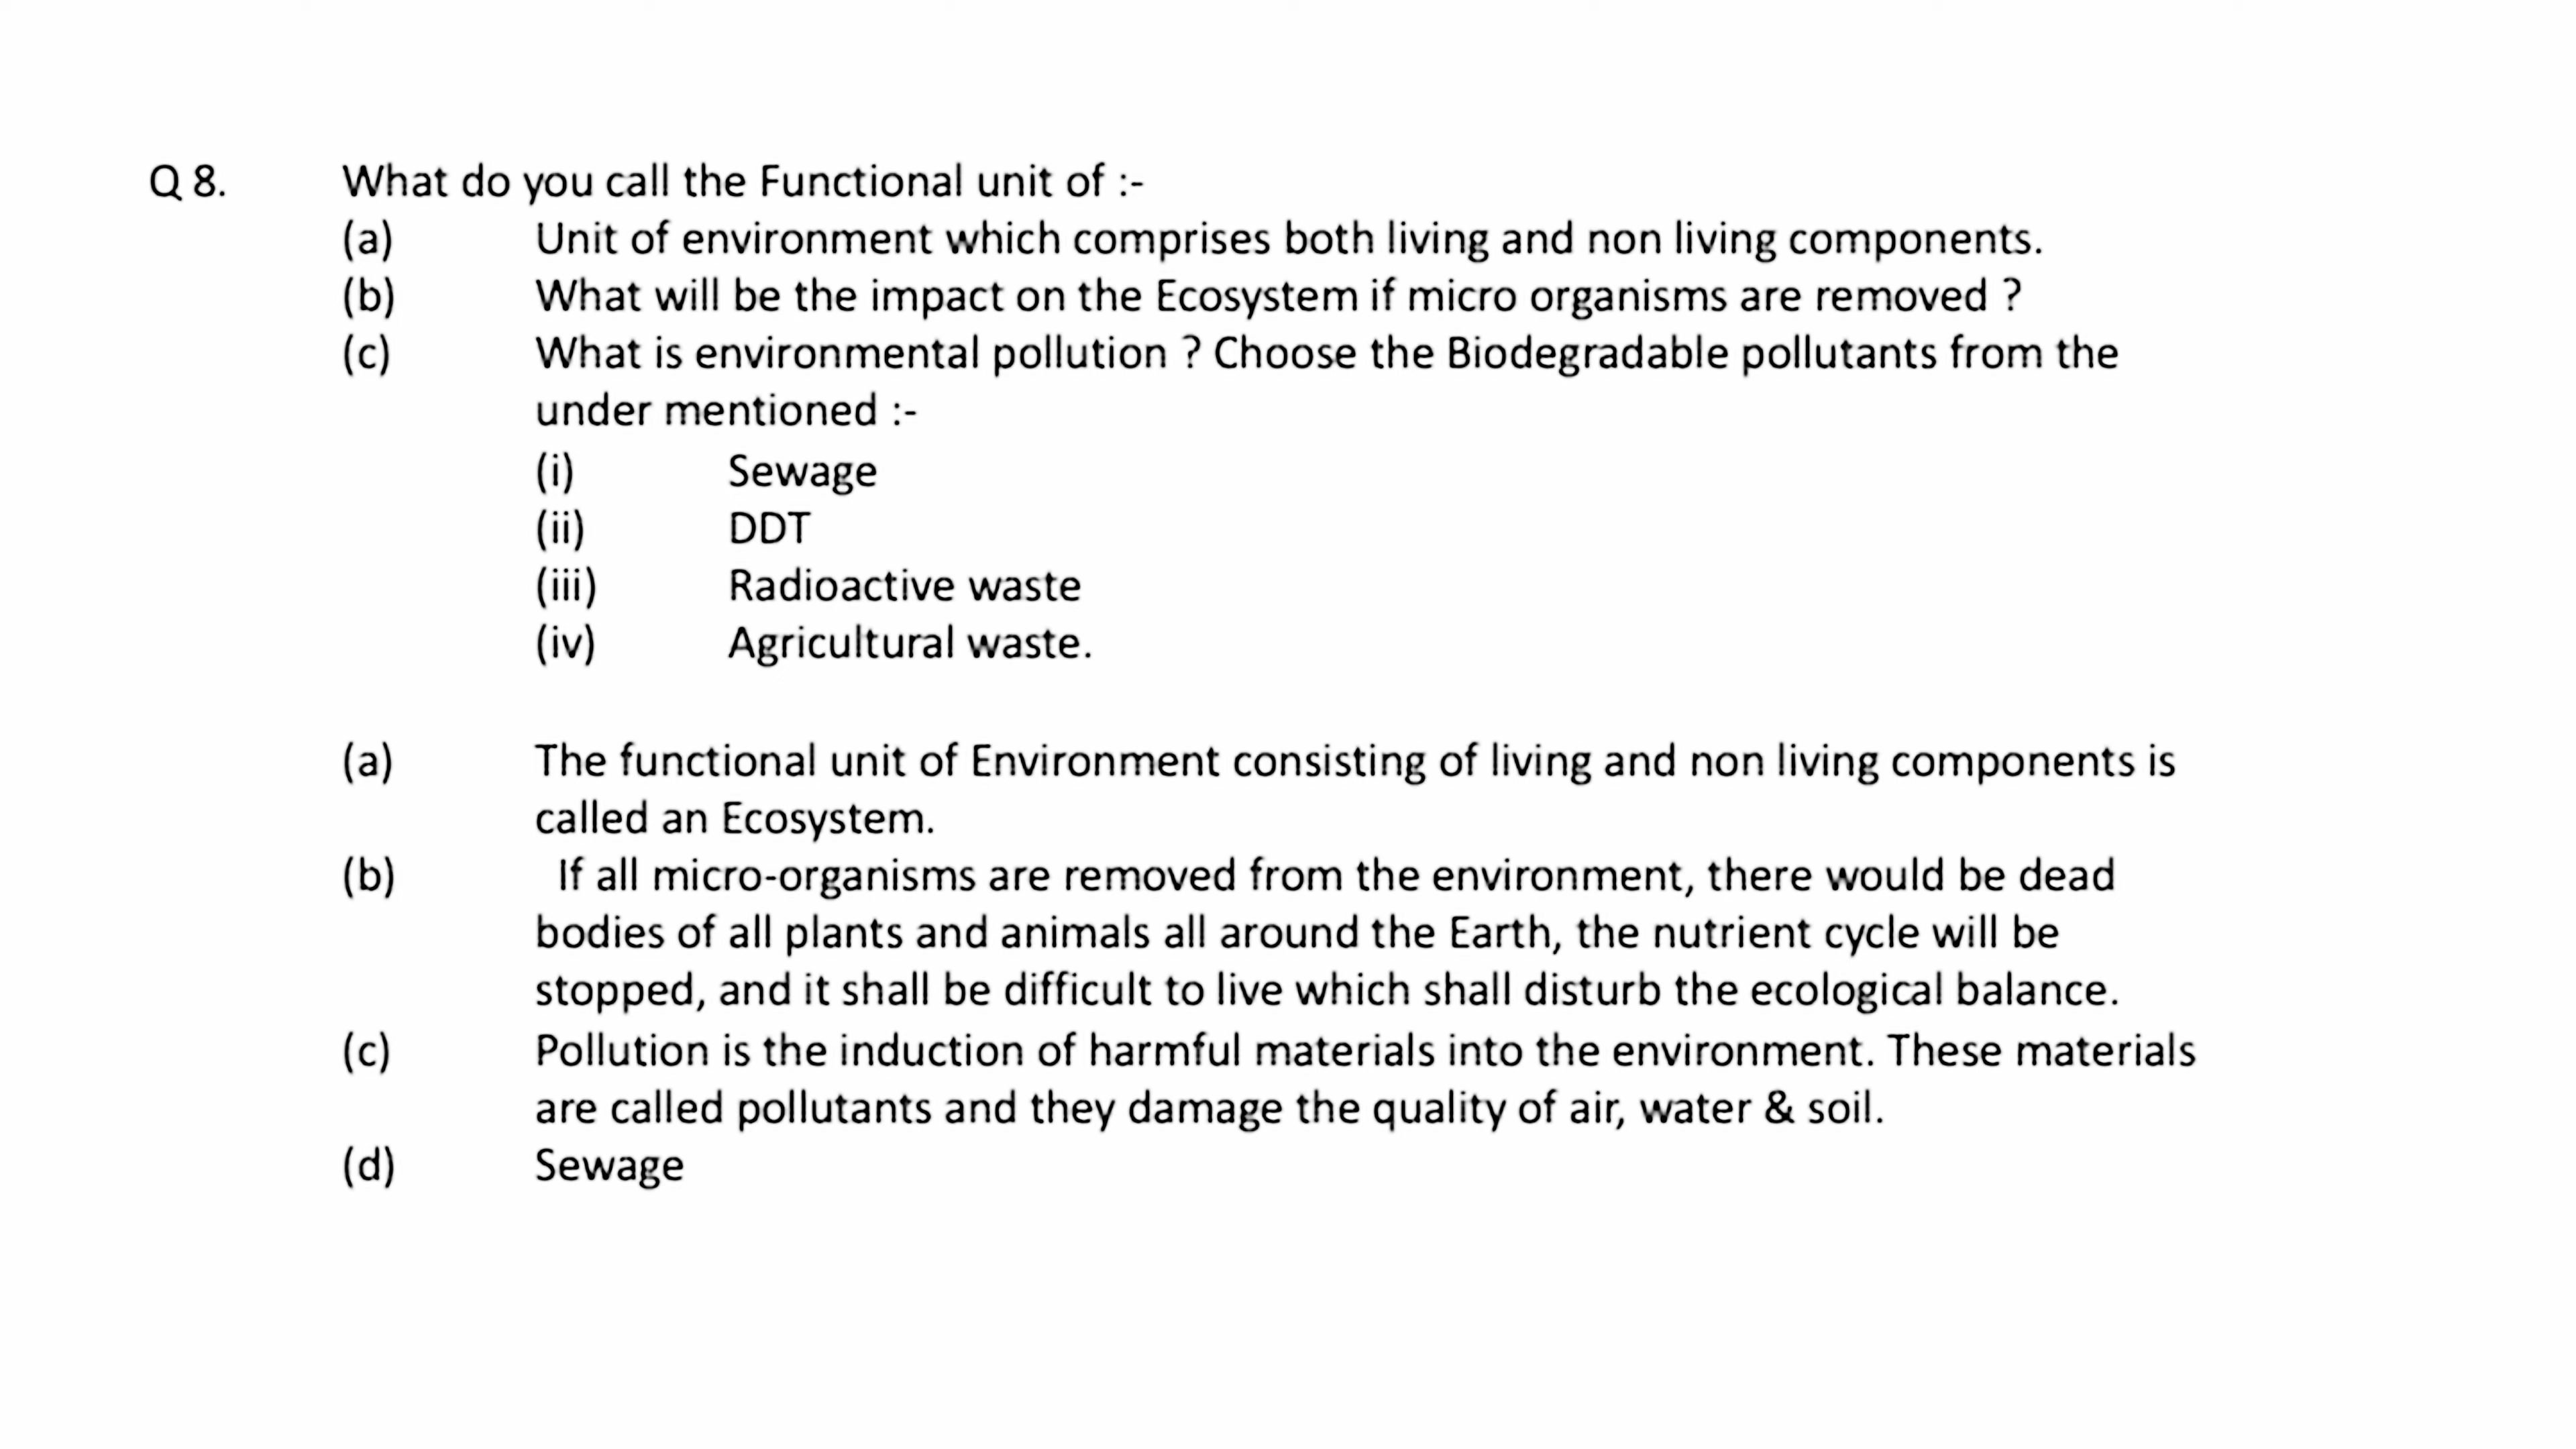 Q 8. What do you call the Functional unit of :-
(a) Unit of environment which comprises both living and non living components.
(b) What will be the impact on the Ecosystem if micro organisms are removed ?
(c) What is environmental pollution ? Choose the Biodegradable pollutants from the
under mentioned :-
(i) Sewage
(ii) DDT
(iii) Radioactive waste
(iv) Agricultural waste.
(a) The functional unit of Environment consisting of living and non living components is
called an Ecosystem.
(b) If all micro-organisms are removed from the environment, there would be dead
bodies of all plants and animals all around the Earth, the nutrient cycle will be
stopped, and it shall be difficult to live which shall disturb the ecological balance.
(c) Pollution is the induction of harmful materials into the environment. These materials
are called pollutants and they damage the quality of air, water & soil.
(d) Sewage